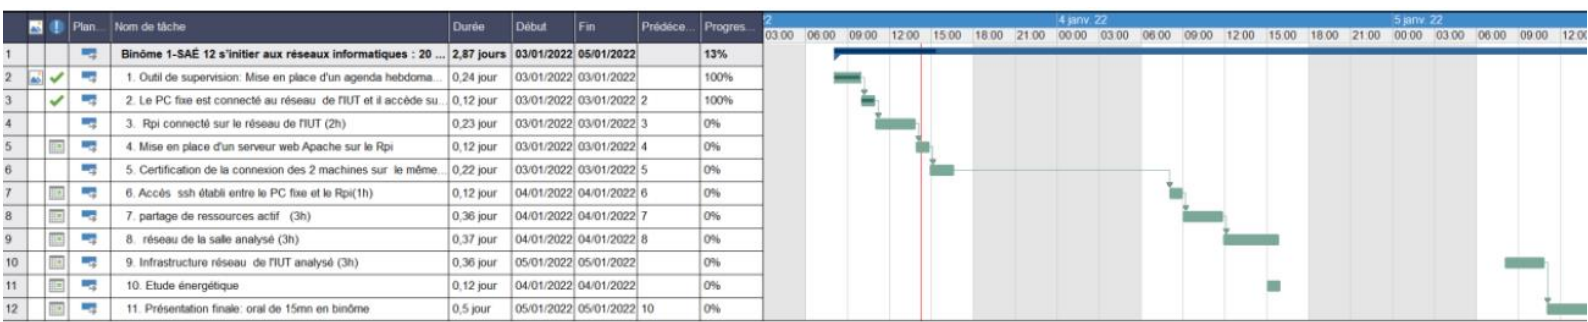 Plan... Nom de tâche Durée Début Fin Prédéce... Progres...
2 4 janv. 22 5 janv. 22
03:00 06:00 09:00 12:00 15:00 18:00 21:00 00:00 03:00 06:00 09:00 12:00 15:00 18:00 21:00 00:00 03:00 06:00 09:00 12:00
1 Binôme 1-SAÉ 12 s'initier aux réseaux informatiques : 20 ... 2,87 jours 03/01/2022 05/01/2022 13%
2 1. Outil de supervision: Mise en place d'un agenda hebdoma... 0,24 jour 03/01/2022 03/01/2022 100%
3 2. Le PC fixe est connecté au réseau de l'IUT et il accède su... 0,12 jour 03/01/2022 03/01/2022 2 100%
4 3. Rpi connecté sur le réseau de l'IUT (2h) 0,23 jour 03/01/2022 03/01/2022 3 0%
5 4. Mise en place d'un serveur web Apache sur le Rpi 0,12 jour 03/01/2022 03/01/2022 4 0%
6 5. Certification de la connexion des 2 machines sur le même... 0,22 jour 03/01/2022 03/01/2022 5 0%
7 6. Accès ssh établi entre le PC fixe et le Rpi(1h) 0,12 jour 04/01/2022 04/01/2022 6 0%
8 7. partage de ressources actif (3h) 0,36 jour 04/01/2022 04/01/2022 7 0%
9 8. réseau de la salle analysé (3h) 0,37 jour 04/01/2022 04/01/2022 8 0%
10 9. Infrastructure réseau de l'IUT analysé (3h) 0,36 jour 05/01/2022 05/01/2022 0%
11 10. Etude énergétique 0,12 jour 04/01/2022 04/01/2022 0%
12 11. Présentation finale: oral de 15mn en binôme 0,5 jour 05/01/2022 05/01/2022 10 0%